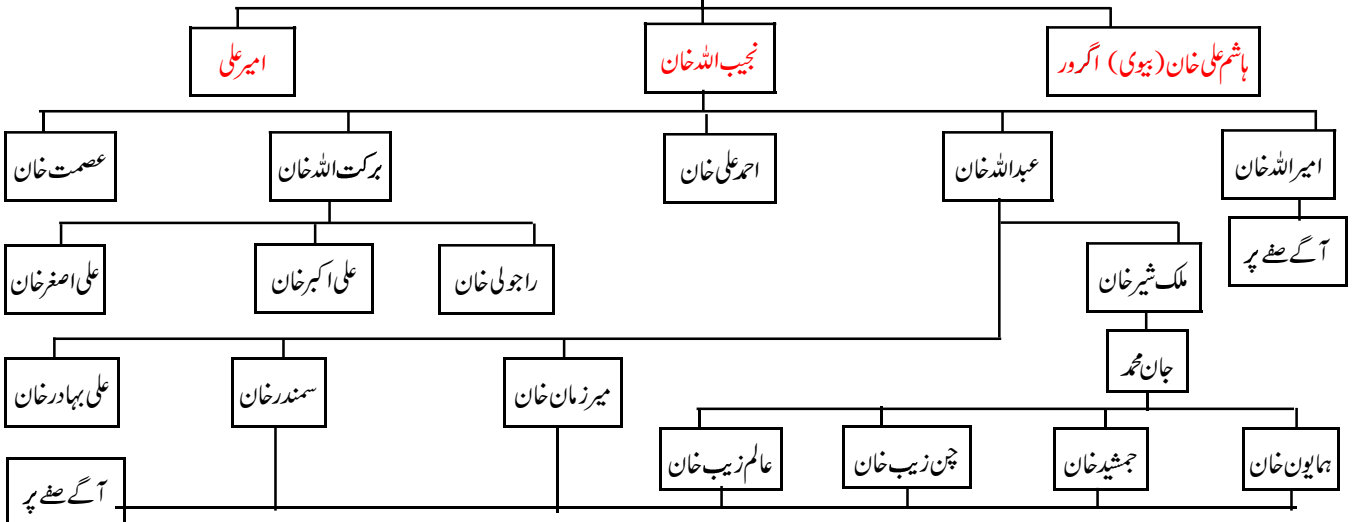 ہاشم علی خان (بیوی) اگرور
نجیب اللہ خان
امیر علی
امیر اللہ خان
عبداللہ خان
احمد علی خان
برکت اللہ خان
عصمت خان
آگے صفے پر
ملک شیر خان
راجولی خان
علی اکبر خان
علی اصغر خان
جان محمد
میر زمان خان
سمندر خان
علی بہادر خان
ہمایون خان
جمشید خان
چن زیب خان
عالم زیب خان
آگے صفے پر